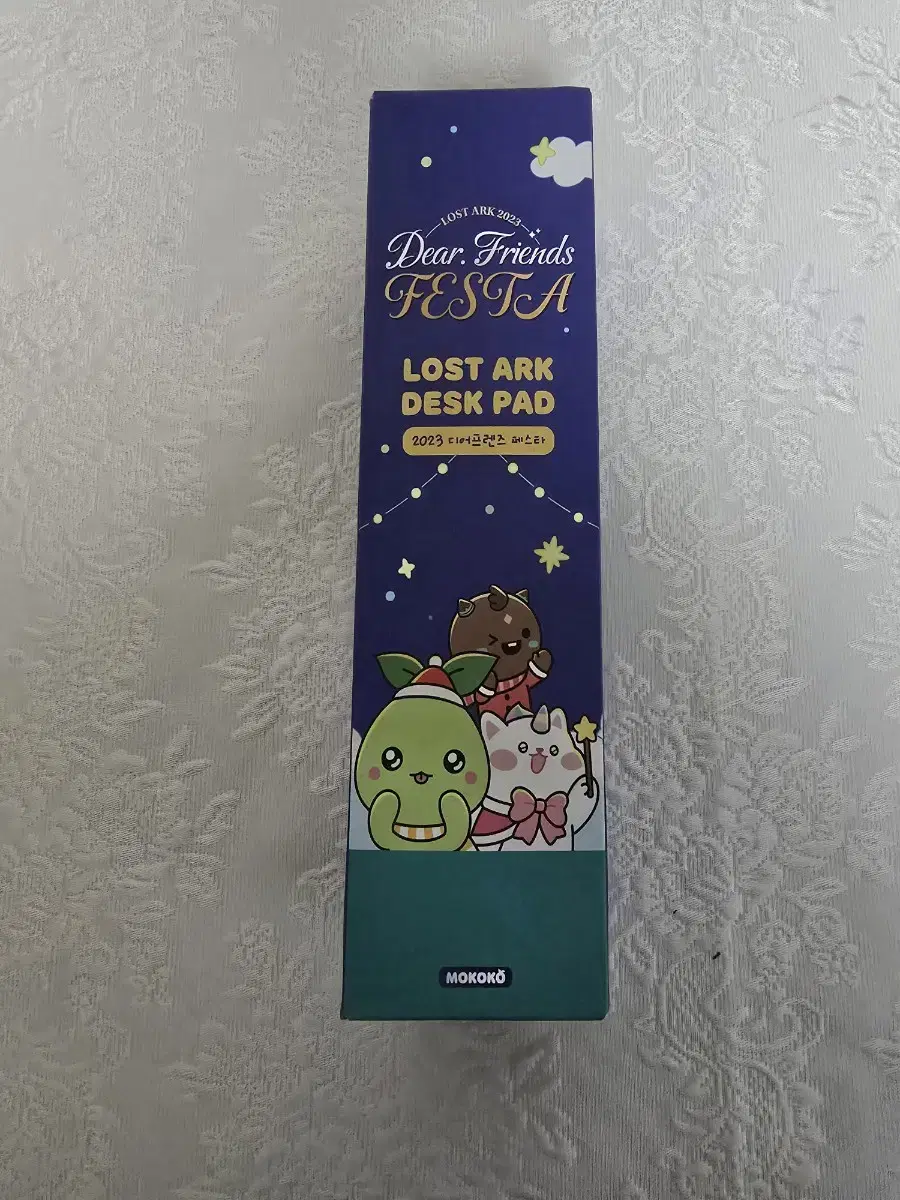 LOST ARK 2023
Dear. Friends
FESTA
LOST ARK
DESK PAD
2023 디어프렌즈 페스타
MOKOKO